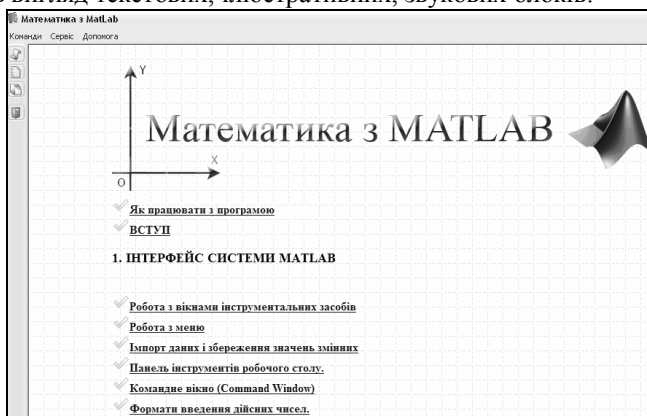 вигляд текстових, ілюстративних, звукових блоків.
Математика з MatLab
Команди Сервіс Допомога
Y
Математика з MATLAB
X
O
Як працювати з програмою
ВСТУП
1. ІНТЕРФЕЙС СИСТЕМИ MATLAB
Робота з вікнами інструментальних засобів
Робота з меню
Імпорт даних і збереження значень змінних
Панель інструментів робочого столу.
Командне вікно (Command Window)
Формати введення дійсних чисел.